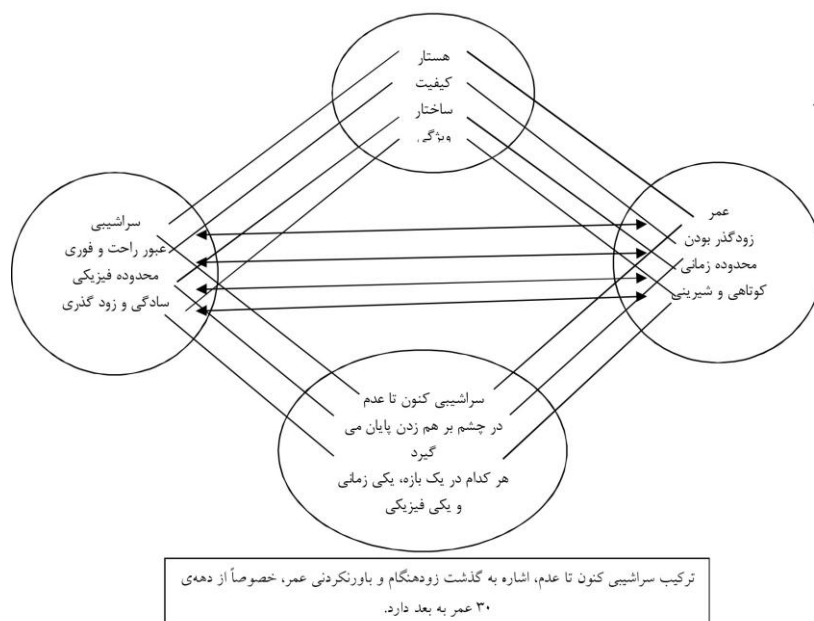 هستار
کیفیت
ساختار
ویژگی
عمر
زودگذر بودن
محدوده زمانی
کوتاهی و شیرینی
سراشیبی
عبور راحت و فوری
محدوده فیزیکی
سادگی و زود گذری
سراشیبی کنون تا عدم
در چشم بر هم زدن پایان می
گیرد
هر کدام در یک بازه، یکی زمانی
و یکی فیزیکی
ترکیب سراشیبی کنون تا عدم، اشاره به گذشت زودهنگام و باورنکردنی عمر، خصوصاً از دهه‌ی
۳۰ عمر به بعد دارد.